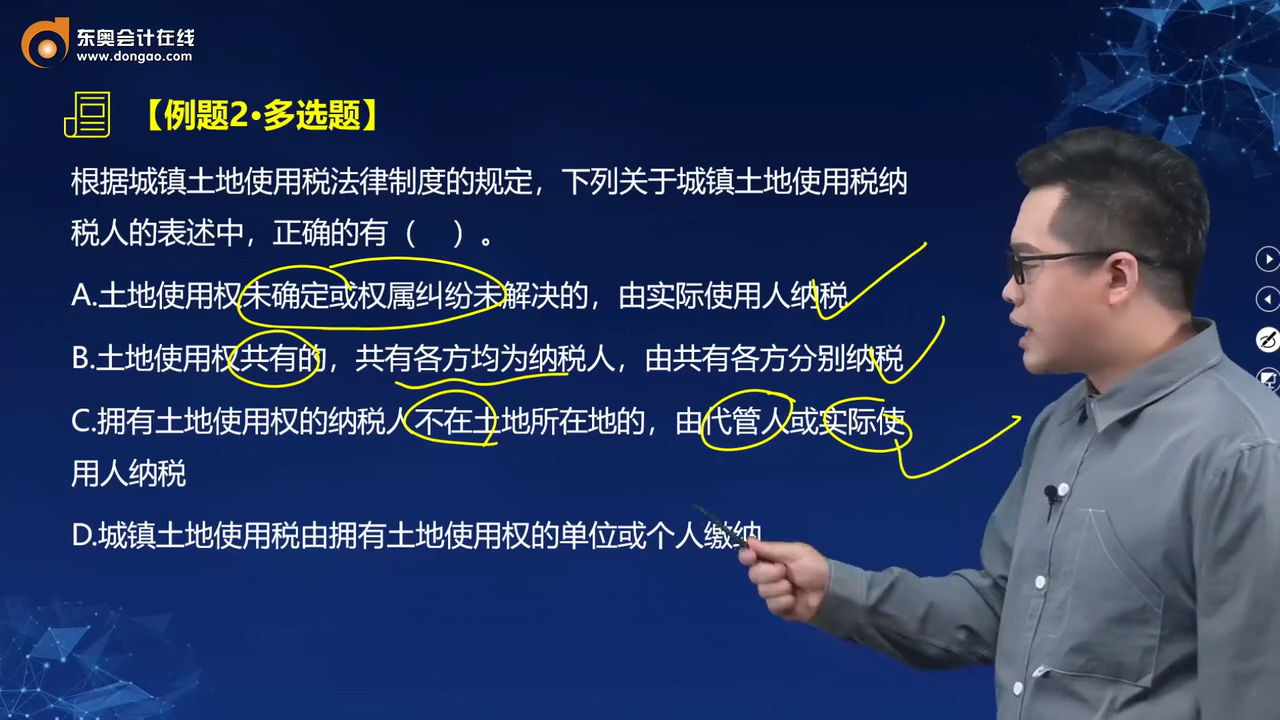 东奥会计在线
www.dongao.com
【例题2·多选题】
根据城镇土地使用税法律制度的规定，下列关于城镇土地使用税纳
税人的表述中，正确的有（　）。
A.土地使用权未确定或权属纠纷未解决的，由实际使用人纳税
B.土地使用权共有的，共有各方均为纳税人，由共有各方分别纳税
C.拥有土地使用权的纳税人不在土地所在地的，由代管人或实际使
用人纳税
D.城镇土地使用税由拥有土地使用权的单位或个人缴纳